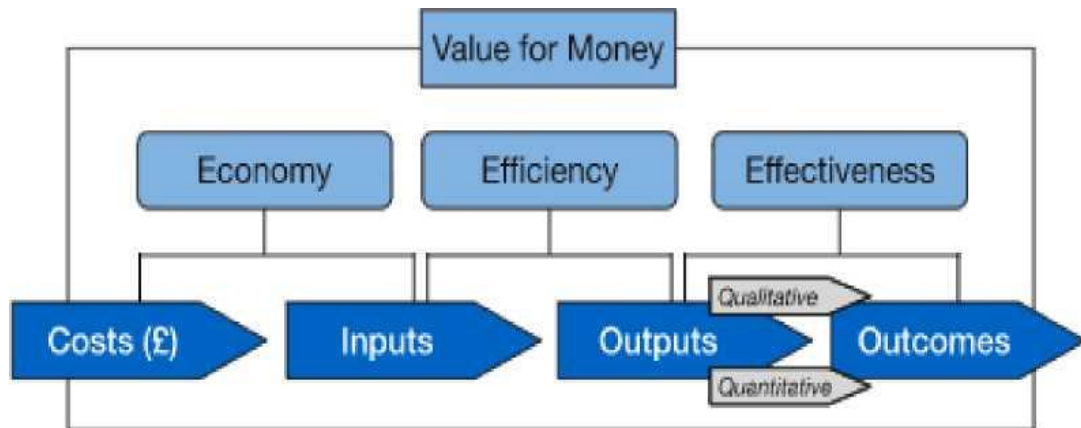 Value for Money
Economy
Efficiency
Effectiveness
Qualitative
Costs (£)
Inputs
Outputs
Outcomes
Quantitative